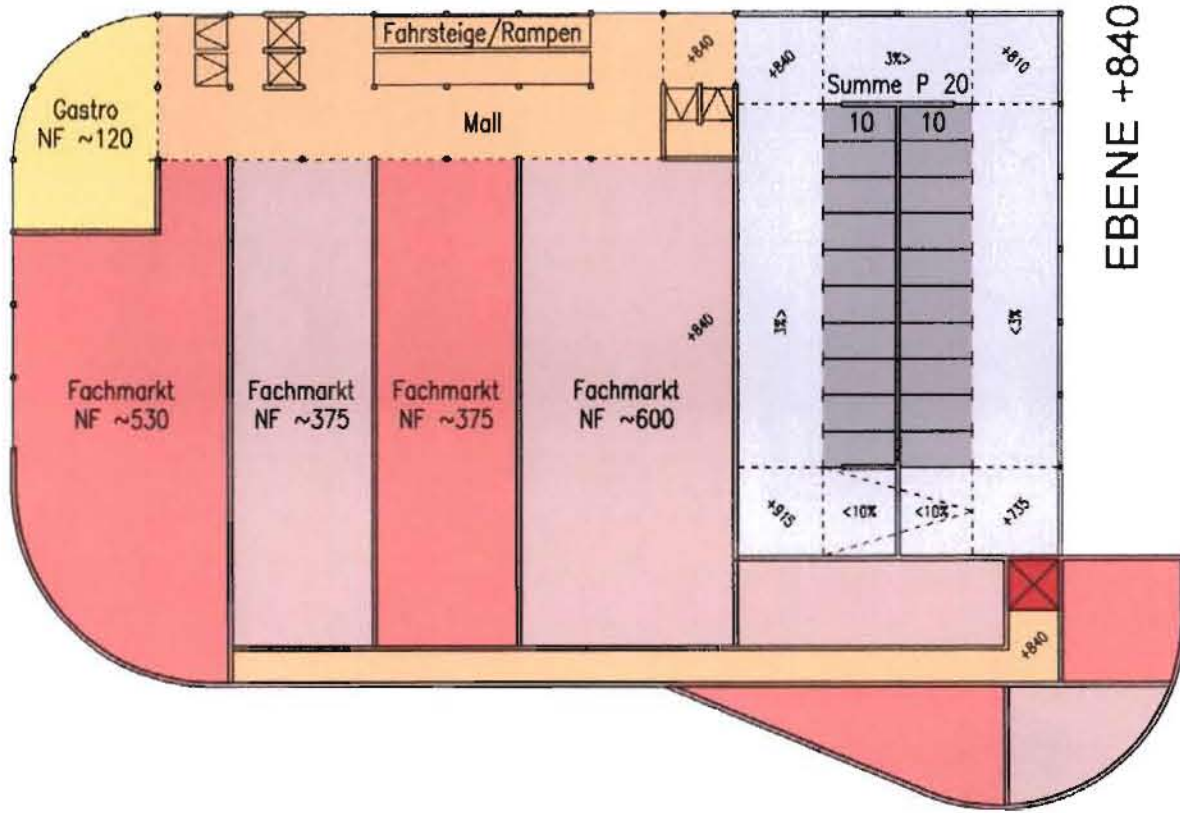 Fahrsteige/Rampen
+840
+840
3%>
+810
EBENE +840
Gastro
NF ~120
Mall
Summe P 20
10
10
+840
3%>
<3%
Fachmarkt
NF ~530
Fachmarkt
NF ~375
Fachmarkt
NF ~375
Fachmarkt
NF ~600
+915
<10%
<10%
+735
+840